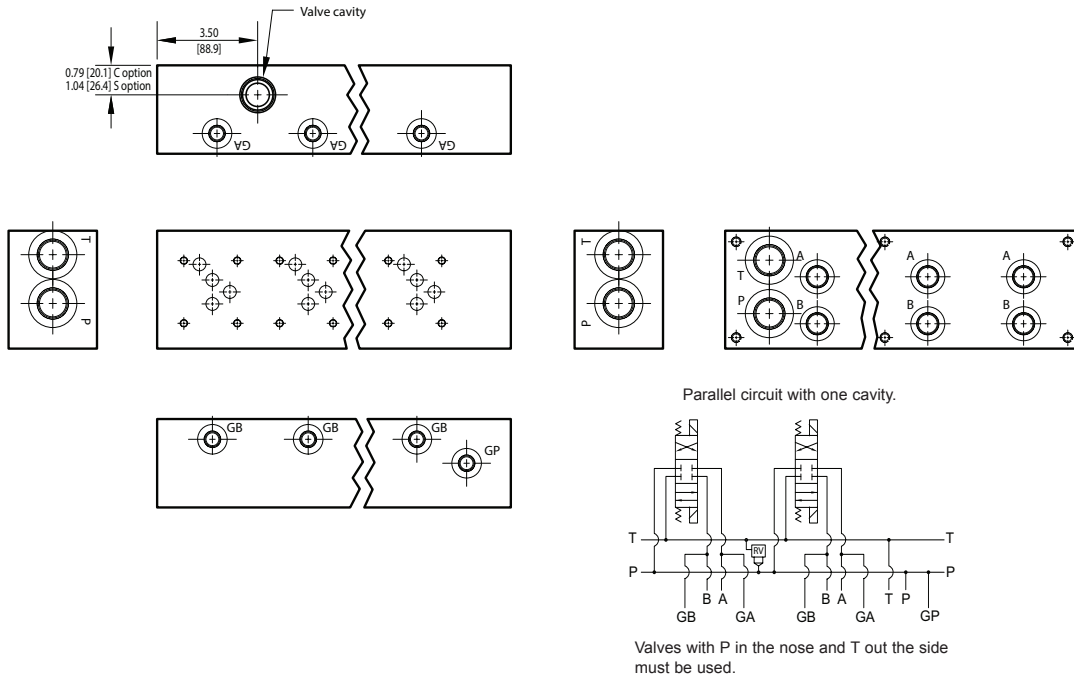 Valve cavity
3.50
[88.9]
0.79 [20.1] C option
1.04 [26.4] S option
GA GA GA
T
P
T
P
A A A
T
P
B B B
GB GB GB
GP
Parallel circuit with one cavity.
T RV T
P P
B A B A T P
GB GA GB GA GP
Valves with P in the nose and T out the side
must be used.